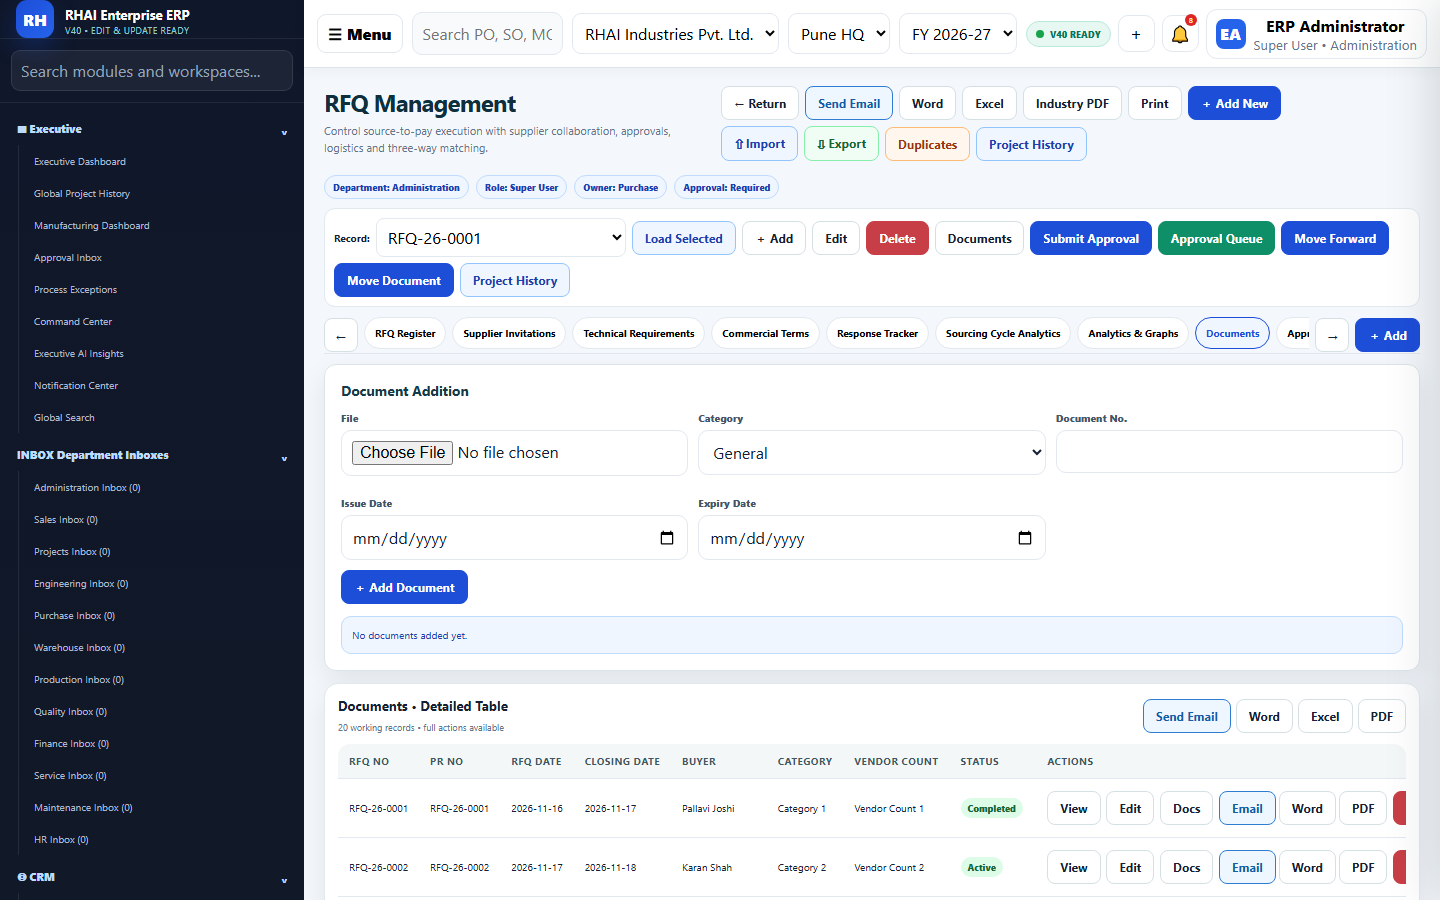 RH
RHAI Enterprise ERP
V40 • EDIT & UPDATE READY
Search modules and workspaces...
Executive
Executive Dashboard
Global Project History
Manufacturing Dashboard
Approval Inbox
Process Exceptions
Command Center
Executive AI Insights
Notification Center
Global Search
INBOX Department Inboxes
Administration Inbox (0)
Sales Inbox (0)
Projects Inbox (0)
Engineering Inbox (0)
Purchase Inbox (0)
Warehouse Inbox (0)
Production Inbox (0)
Quality Inbox (0)
Finance Inbox (0)
Service Inbox (0)
Maintenance Inbox (0)
HR Inbox (0)
CRM
☰ Menu
Search PO, SO, MC
RHAI Industries Pvt. Ltd.
Pune HQ
FY 2026-27
V40 READY
+
8
EA
ERP Administrator
Super User • Administration
RFQ Management
Control source-to-pay execution with supplier collaboration, approvals,
logistics and three-way matching.
← Return
Send Email
Word
Excel
Industry PDF
Print
+ Add New
⇧ Import
⇩ Export
Duplicates
Project History
Department: Administration
Role: Super User
Owner: Purchase
Approval: Required
Record:
RFQ-26-0001
Load Selected
+ Add
Edit
Delete
Documents
Submit Approval
Approval Queue
Move Forward
Move Document
Project History
←
RFQ Register
Supplier Invitations
Technical Requirements
Commercial Terms
Response Tracker
Sourcing Cycle Analytics
Analytics & Graphs
Documents
→
+ Add
Document Addition
File
Category
Document No.
Choose File No file chosen
General
Issue Date
Expiry Date
mm/dd/yyyy
mm/dd/yyyy
+ Add Document
No documents added yet.
Documents • Detailed Table
20 working records • full actions available
Send Email
Word
Excel
PDF
RFQ NO PR NO RFQ DATE CLOSING DATE BUYER CATEGORY VENDOR COUNT STATUS ACTIONS
RFQ-26-0001 RFQ-26-0001 2026-11-16 2026-11-17 Pallavi Joshi Category 1 Vendor Count 1 Completed View Edit Docs Email Word PDF
RFQ-26-0002 RFQ-26-0002 2026-11-17 2026-11-18 Karan Shah Category 2 Vendor Count 2 Active View Edit Docs Email Word PDF